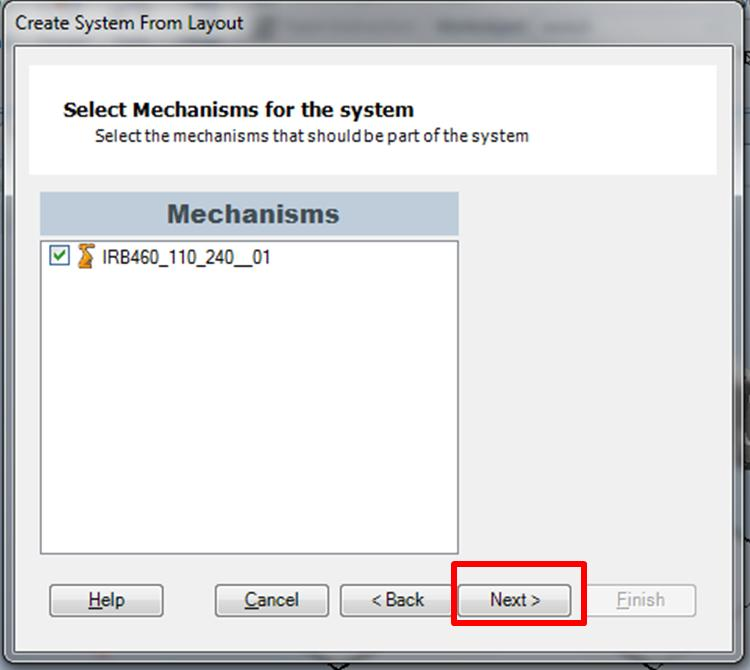 Create System From Layout
Select Mechanisms for the system
Select the mechanisms that should be part of the system
Mechanisms
IRB460_110_240__01
Help
Cancel
< Back
Next >
Finish